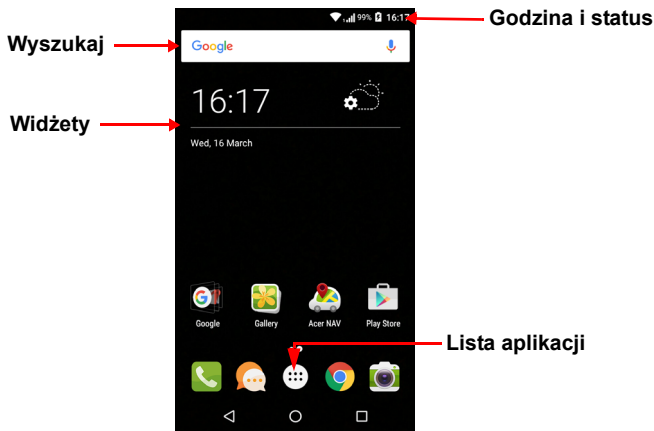 99% 16:17
Godzina i status
Wyszukaj
Google
16:17
Widżety
Wed, 16 March
Google Gallery Acer NAV Play Store
Lista aplikacji